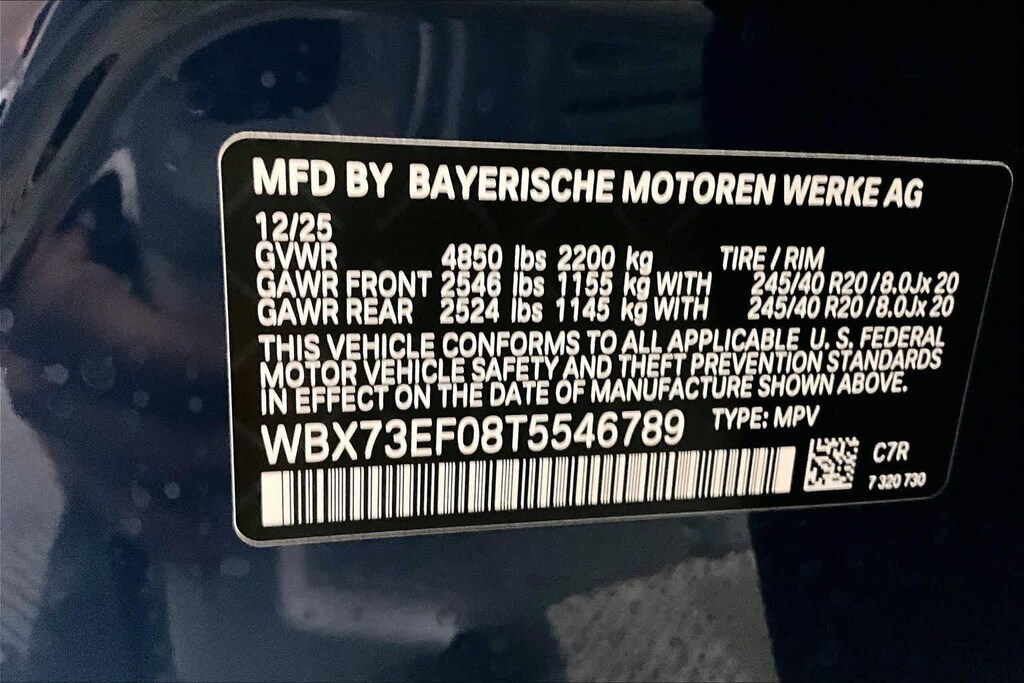 MFD BY BAYERISCHE MOTOREN WERKE AG
12/25
GVWR 4850 lbs 2200 kg TIRE / RIM
GAWR FRONT 2546 lbs 1155 kg WITH 245/40 R20 / 8.0Jx 20
GAWR REAR 2524 lbs 1145 kg WITH 245/40 R20 / 8.0Jx 20
THIS VEHICLE CONFORMS TO ALL APPLICABLE U. S. FEDERAL
MOTOR VEHICLE SAFETY AND THEFT PREVENTION STANDARDS
IN EFFECT ON THE DATE OF MANUFACTURE SHOWN ABOVE.
WBX73EF08T5546789 TYPE: MPV
C7R
7 320 730